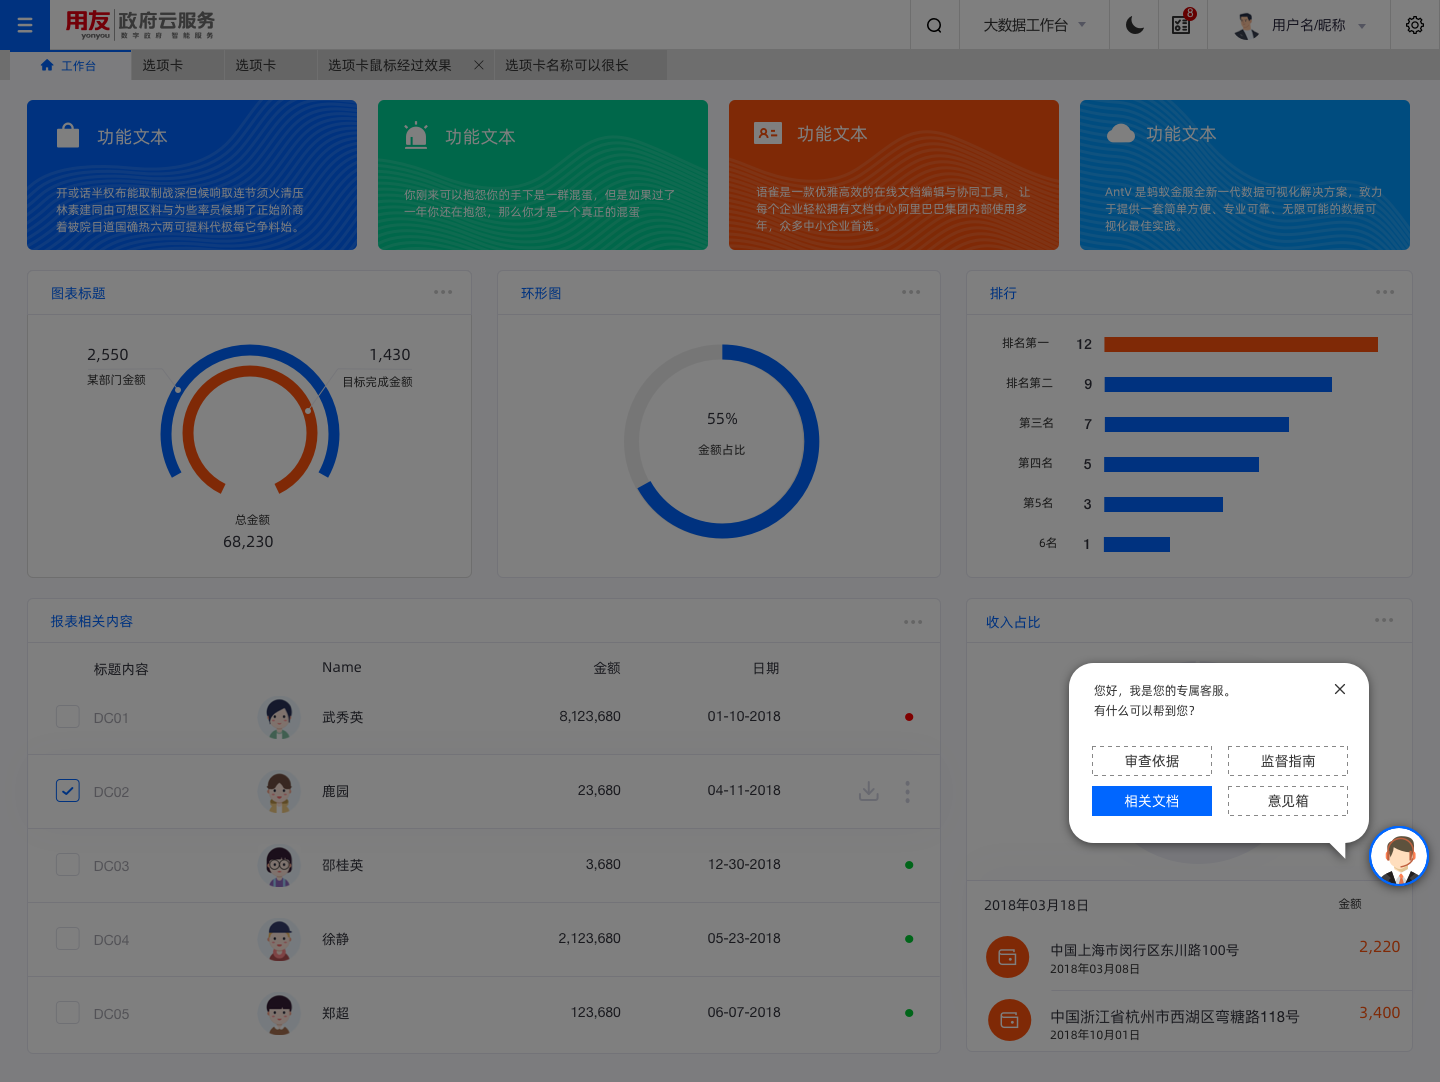 用友
yonyou
政府云服务
数字政府 智能服务
大数据工作台
8
用户名/昵称
工作台
选项卡
选项卡
选项卡鼠标经过效果
选项卡名称可以很长
功能文本
开或话半权布能取制战深但候响取连节须火清压
林素建同由可想区料与为些率员候期了正始阶商
着被院目道国确热六两可提料代极每它争料始。
功能文本
你刚来可以抱怨你的手下是一群混蛋，但是如果过了
一年你还在抱怨，那么你才是一个真正的混蛋
功能文本
语雀是一款优雅高效的在线文档编辑与协同工具， 让
每个企业轻松拥有文档中心阿里巴巴集团内部使用多
年，众多中小企业首选。
功能文本
AntV 是蚂蚁金服全新一代数据可视化解决方案，致力
于提供一套简单方便、专业可靠、无限可能的数据可
视化最佳实践。
图表标题
2,550
某部门金额
1,430
目标完成金额
总金额
68,230
环形图
55%
金额占比
排行
排名第一 12
排名第二 9
第三名 7
第四名 5
第5名 3
6名 1
报表相关内容
标题内容 Name 金额 日期
DC01 武秀英 8,123,680 01-10-2018
DC02 鹿园 23,680 04-11-2018
DC03 邵桂英 3,680 12-30-2018
DC04 徐静 2,123,680 05-23-2018
DC05 郑超 123,680 06-07-2018
收入占比
您好，我是您的专属客服。
有什么可以帮到您？
审查依据
监督指南
相关文档
意见箱
2018年03月18日 金额
中国上海市闵行区东川路100号 2,220
2018年03月08日
中国浙江省杭州市西湖区弯糖路118号 3,400
2018年10月01日